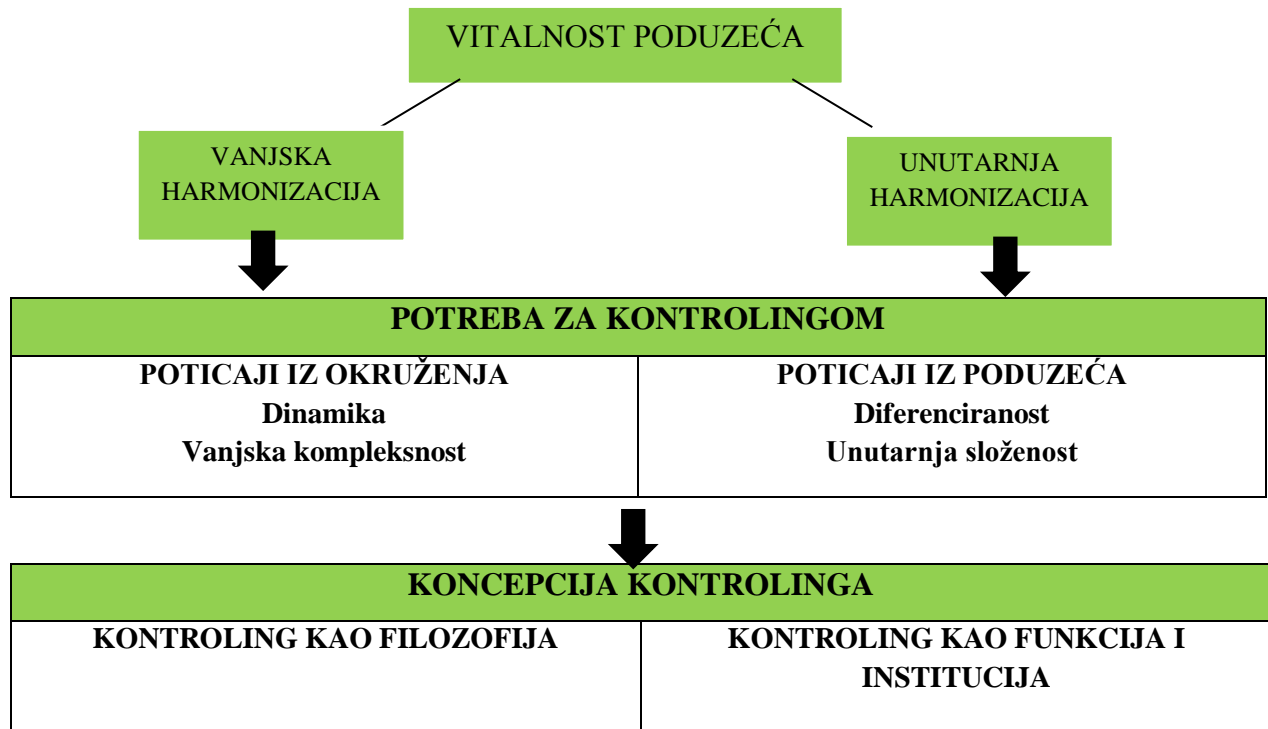 VITALNOST PODUZEĆA
VANJSKA
HARMONIZACIJA
UNUTARNJA
HARMONIZACIJA
POTREBA ZA KONTROLINGOM
POTICAJI IZ OKRUŽENJA
Dinamika
Vanjska kompleksnost
POTICAJI IZ PODUZEĆA
Diferenciranost
Unutarnja složenost
KONCEPCIJA KONTROLINGA
KONTROLING KAO FILOZOFIJA
KONTROLING KAO FUNKCIJA I
INSTITUCIJA